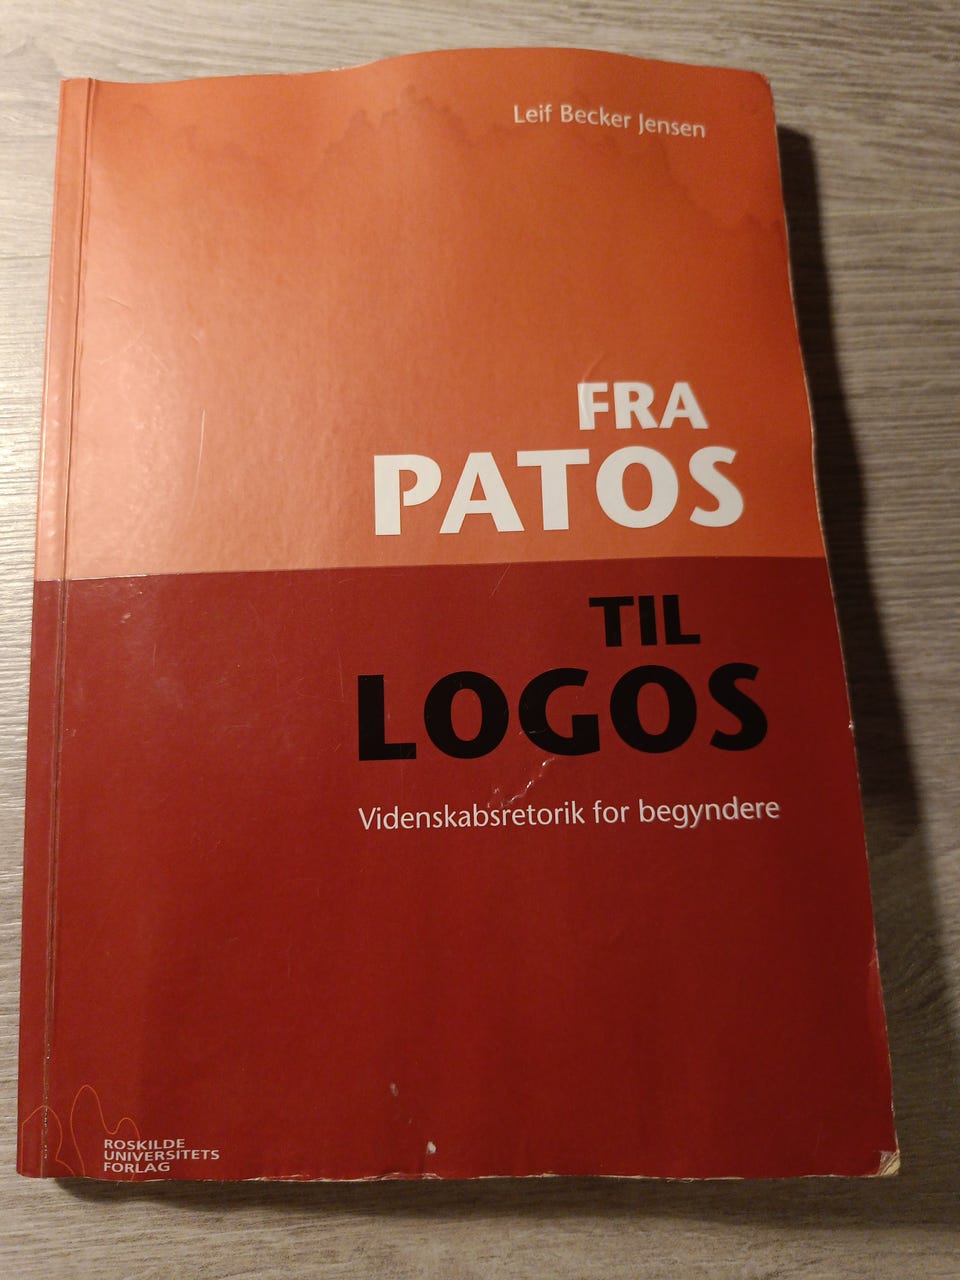 Leif Becker Jensen
FRA
PATOS
TIL
LOGOS
Videnskabsretorik for begyndere
ROSKILDE
UNIVERSITETS
FORLAG